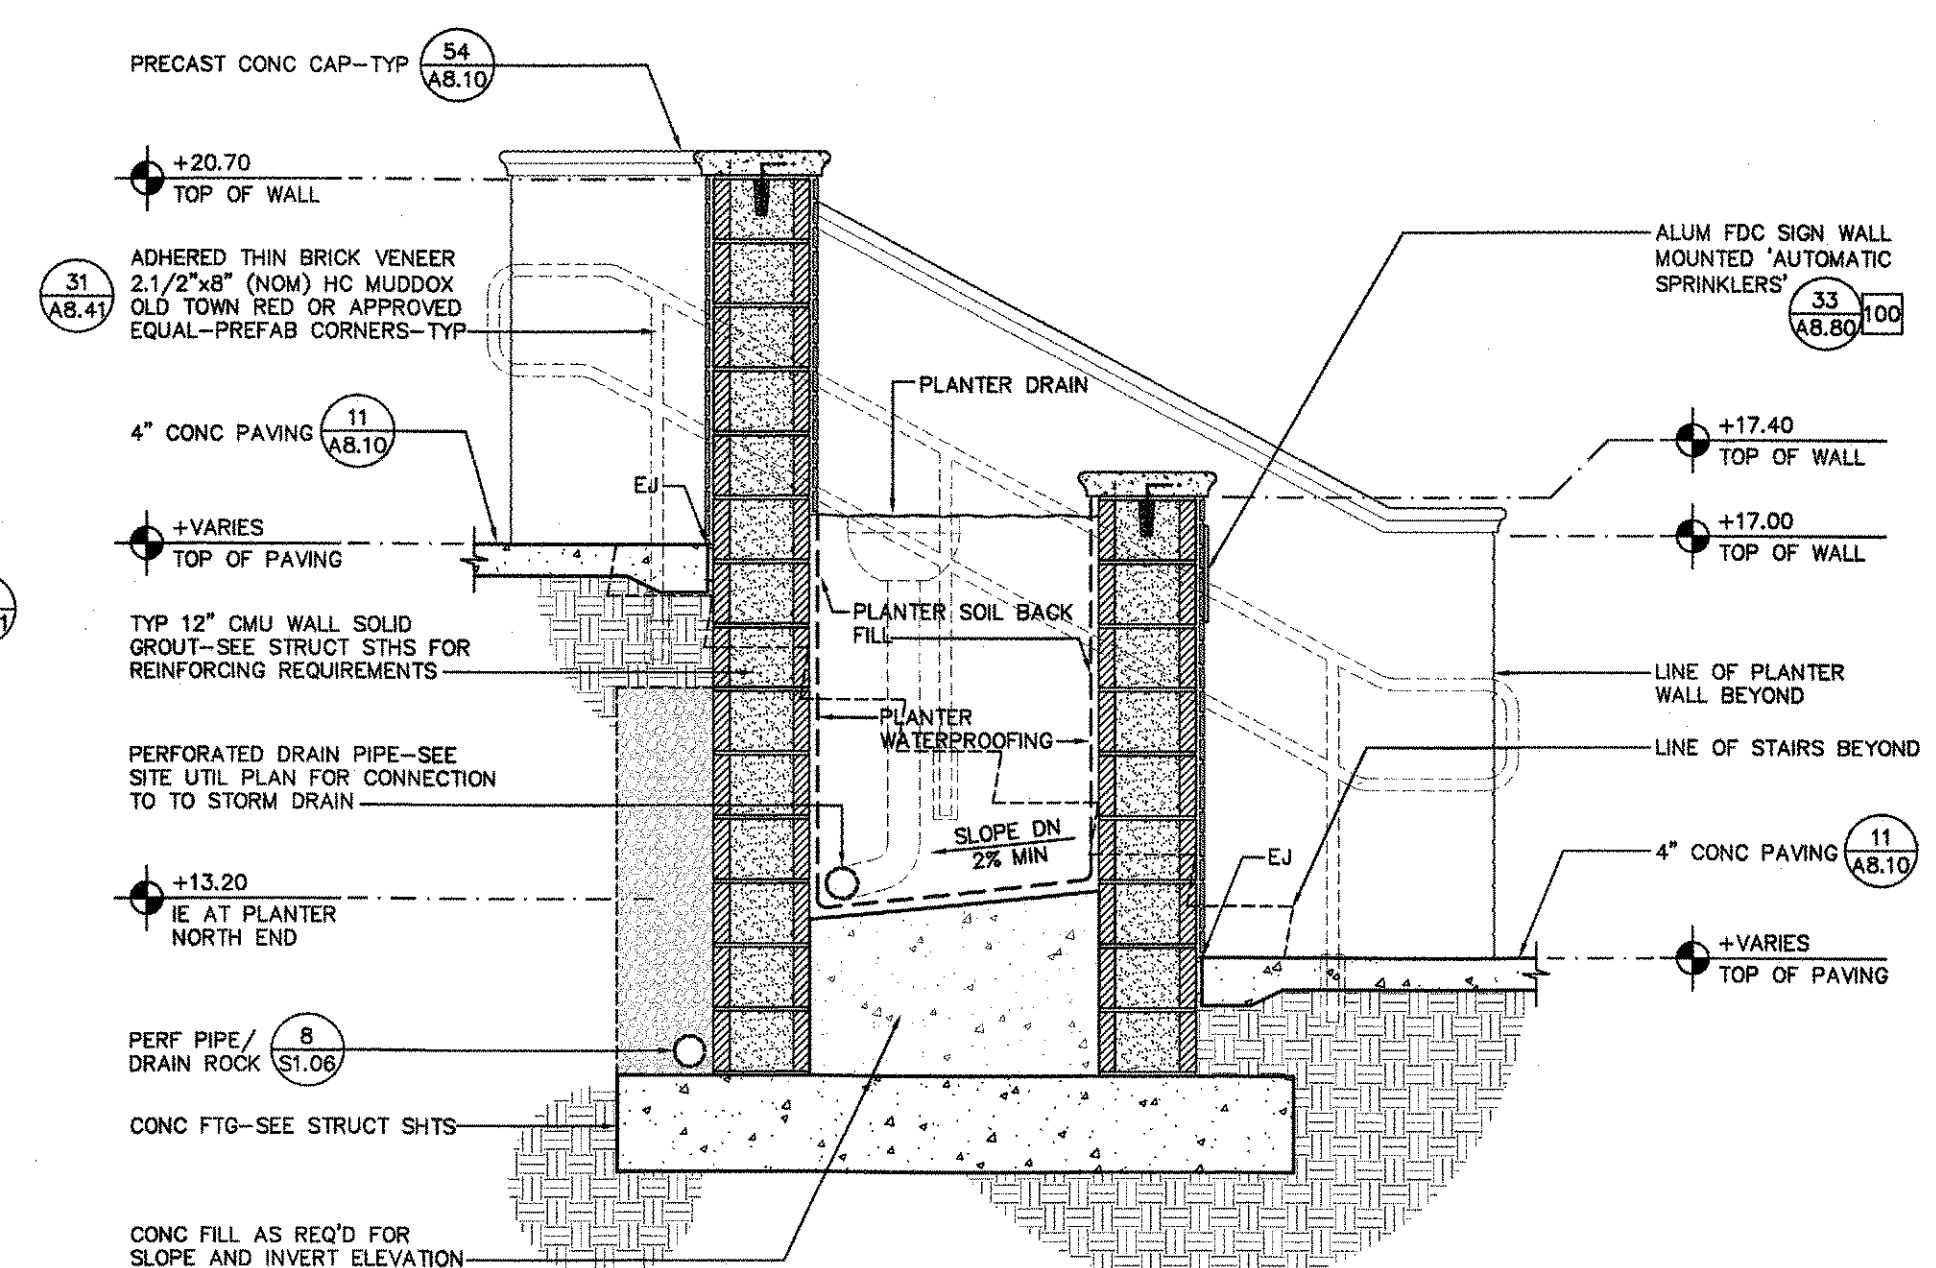 PRECAST CONC CAP-TYP
54
A8.10
+20.70
TOP OF WALL
31
A8.41
ADHERED THIN BRICK VENEER
2.1/2"x8" (NOM) HC MUDDOX
OLD TOWN RED OR APPROVED
EQUAL-PREFAB CORNERS-TYP
4" CONC PAVING
11
A8.10
EJ
+VARIES
TOP OF PAVING
TYP 12" CMU WALL SOLID
GROUT-SEE STRUCT STHS FOR
REINFORCING REQUIREMENTS
PERFORATED DRAIN PIPE-SEE
SITE UTIL PLAN FOR CONNECTION
TO TO STORM DRAIN
+13.20
IE AT PLANTER
NORTH END
PERF PIPE/
DRAIN ROCK
8
S1.06
CONC FTG-SEE STRUCT SHTS
CONC FILL AS REQ'D FOR
SLOPE AND INVERT ELEVATION
PLANTER DRAIN
PLANTER SOIL BACK
FILL
PLANTER
WATERPROOFING
SLOPE DN
2% MIN
EJ
ALUM FDC SIGN WALL
MOUNTED 'AUTOMATIC
SPRINKLERS'
33
A8.80
100
+17.40
TOP OF WALL
+17.00
TOP OF WALL
LINE OF PLANTER
WALL BEYOND
LINE OF STAIRS BEYOND
4" CONC PAVING
11
A8.10
+VARIES
TOP OF PAVING